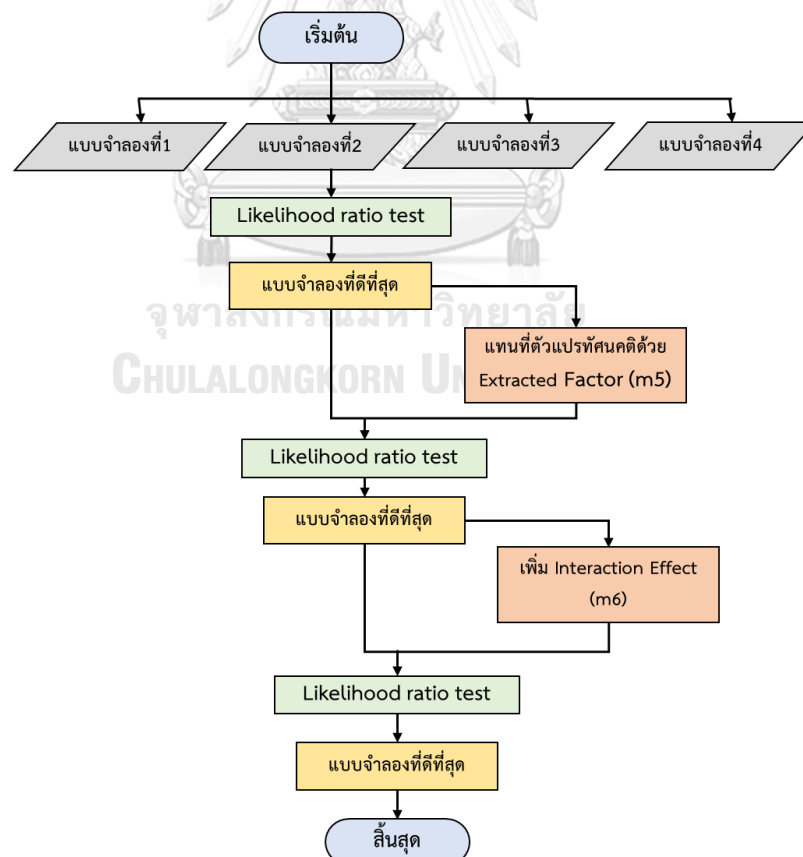 เริ่มต้น
แบบจำลองที่1
แบบจำลองที่2
แบบจำลองที่3
แบบจำลองที่4
Likelihood ratio test
แบบจำลองที่ดีที่สุด
จุฬาลงกรณ์มหาวิทยาลัย
แทนที่ตัวแปรทัศนคติด้วย
Extracted Factor (m5)
CHULALONGKORN UN
Likelihood ratio test
แบบจำลองที่ดีที่สุด
เพิ่ม Interaction Effect
(m6)
Likelihood ratio test
แบบจำลองที่ดีที่สุด
สิ้นสุด